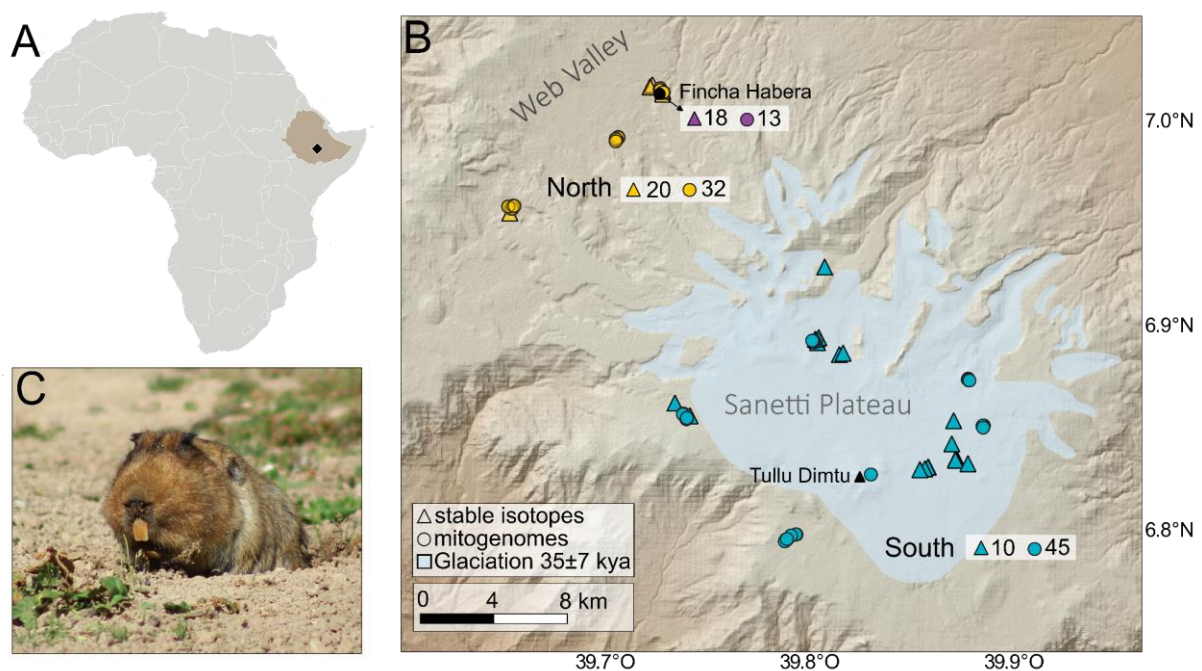 A
B
Web Valley
Fincha Habera
18 13
7.0°N
North 20 32
6.9°N
C
Sanetti Plateau
Tullu Dimtu
6.8°N
stable isotopes
mitogenomes
Glaciation 35±7 kya
South 10 45
0 4 8 km
39.7°O 39.8°O 39.9°O